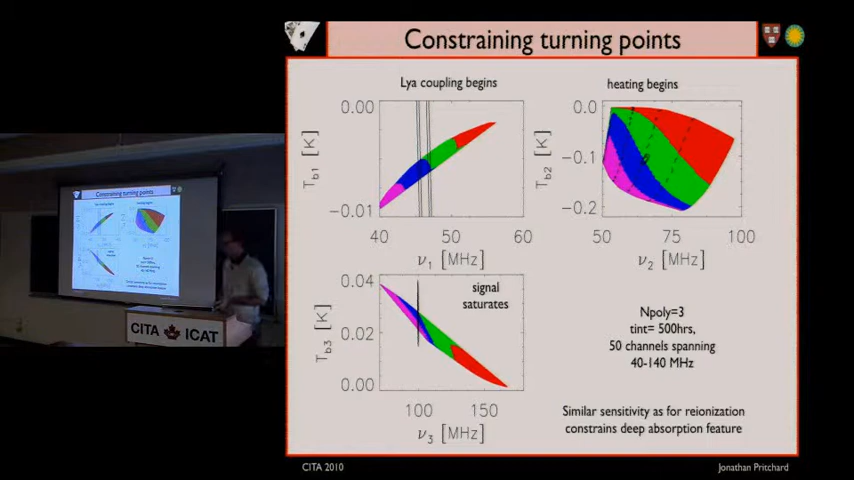 Constraining turning points
Lya coupling begins
0.00
T_b1 [K]
−0.01
40 50 60
ν_1 [MHz]
heating begins
0.0
T_b2 [K]
−0.1
−0.2
50 75 100
ν_2 [MHz]
0.04
signal
saturates
T_b3 [K]
0.02
0.00
100 150
ν_3 [MHz]
Npoly=3
tint= 500hrs,
50 channels spanning
40-140 MHz
Similar sensitivity as for reionization
constrains deep absorption feature
CITA 2010
Jonathan Pritchard
Constraining turning points
CITA ICAT